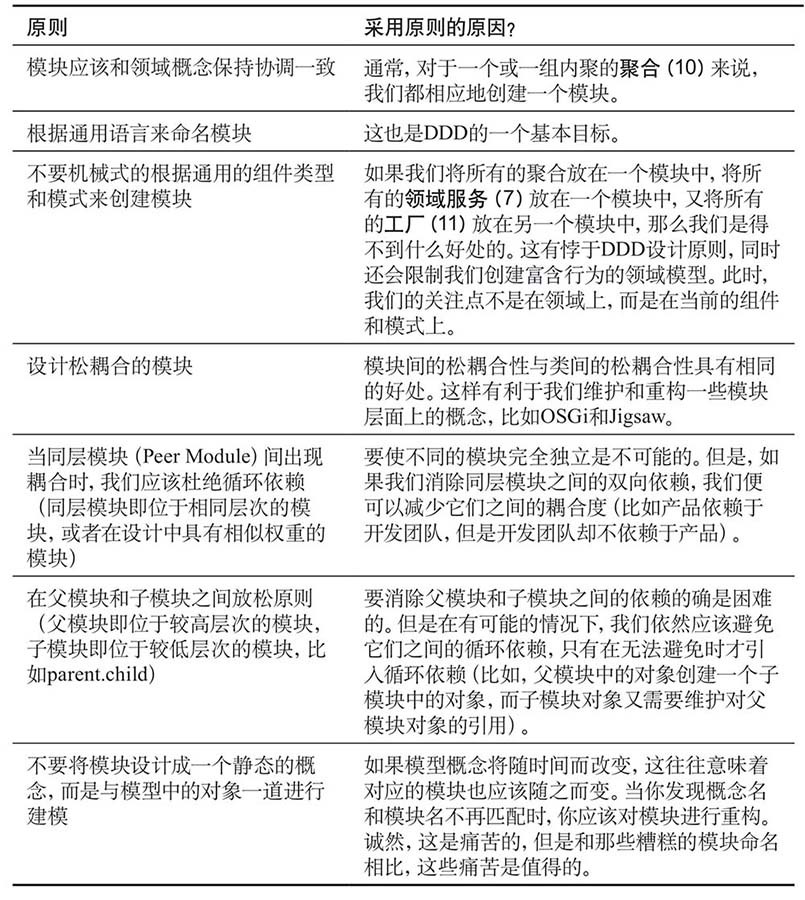 原则
采用原则的原因？
模块应该和领域概念保持协调一致
通常，对于一个或一组内聚的聚合（10）来说，
我们都相应地创建一个模块。
根据通用语言来命名模块
这也是DDD的一个基本目标。
不要机械式的根据通用的组件类型
和模式来创建模块
如果我们将所有的聚合放在一个模块中，将所
有的领域服务（7）放在一个模块中，又将所有
的工厂（11）放在另一个模块中，那么我们是得
不到什么好处的。这有悖于DDD设计原则，同时
还会限制我们创建富含行为的领域模型。此时，
我们的关注点不是在领域上，而是在当前的组件
和模式上。
设计松耦合的模块
模块间的松耦合性与类间的松耦合性具有相同
的好处。这样有利于我们维护和重构一些模块
层面上的概念，比如OSGi和Jigsaw。
当同层模块（Peer Module）间出现
耦合时，我们应该杜绝循环依赖
（同层模块即位于相同层次的模
块，或者在设计中具有相似权重的
模块）
要使不同的模块完全独立是不可能的。但是，如
果我们消除同层模块之间的双向依赖，我们便
可以减少它们之间的耦合度（比如产品依赖于
开发团队，但是开发团队却不依赖于产品）。
在父模块和子模块之间放松原则
（父模块即位于较高层次的模块，
子模块即位于较低层次的模块，比
如parent.child）
要消除父模块和子模块之间的依赖的确是困难
的。但是在有可能的情况下，我们依然应该避免
它们之间的循环依赖，只有在无法避免时才引
入循环依赖（比如，父模块中的对象创建一个子
模块中的对象，而子模块对象又需要维护对父
模块对象的引用）。
不要将模块设计成一个静态的概
念，而是与模型中的对象一道进行
建模
如果模型概念将随时间而改变，这往往意味着
对应的模块也应该随之而变。当你发现概念名
和模块名不再匹配时，你应该对模块进行重构。
诚然，这是痛苦的，但是和那些糟糕的模块命名
相比，这些痛苦是值得的。